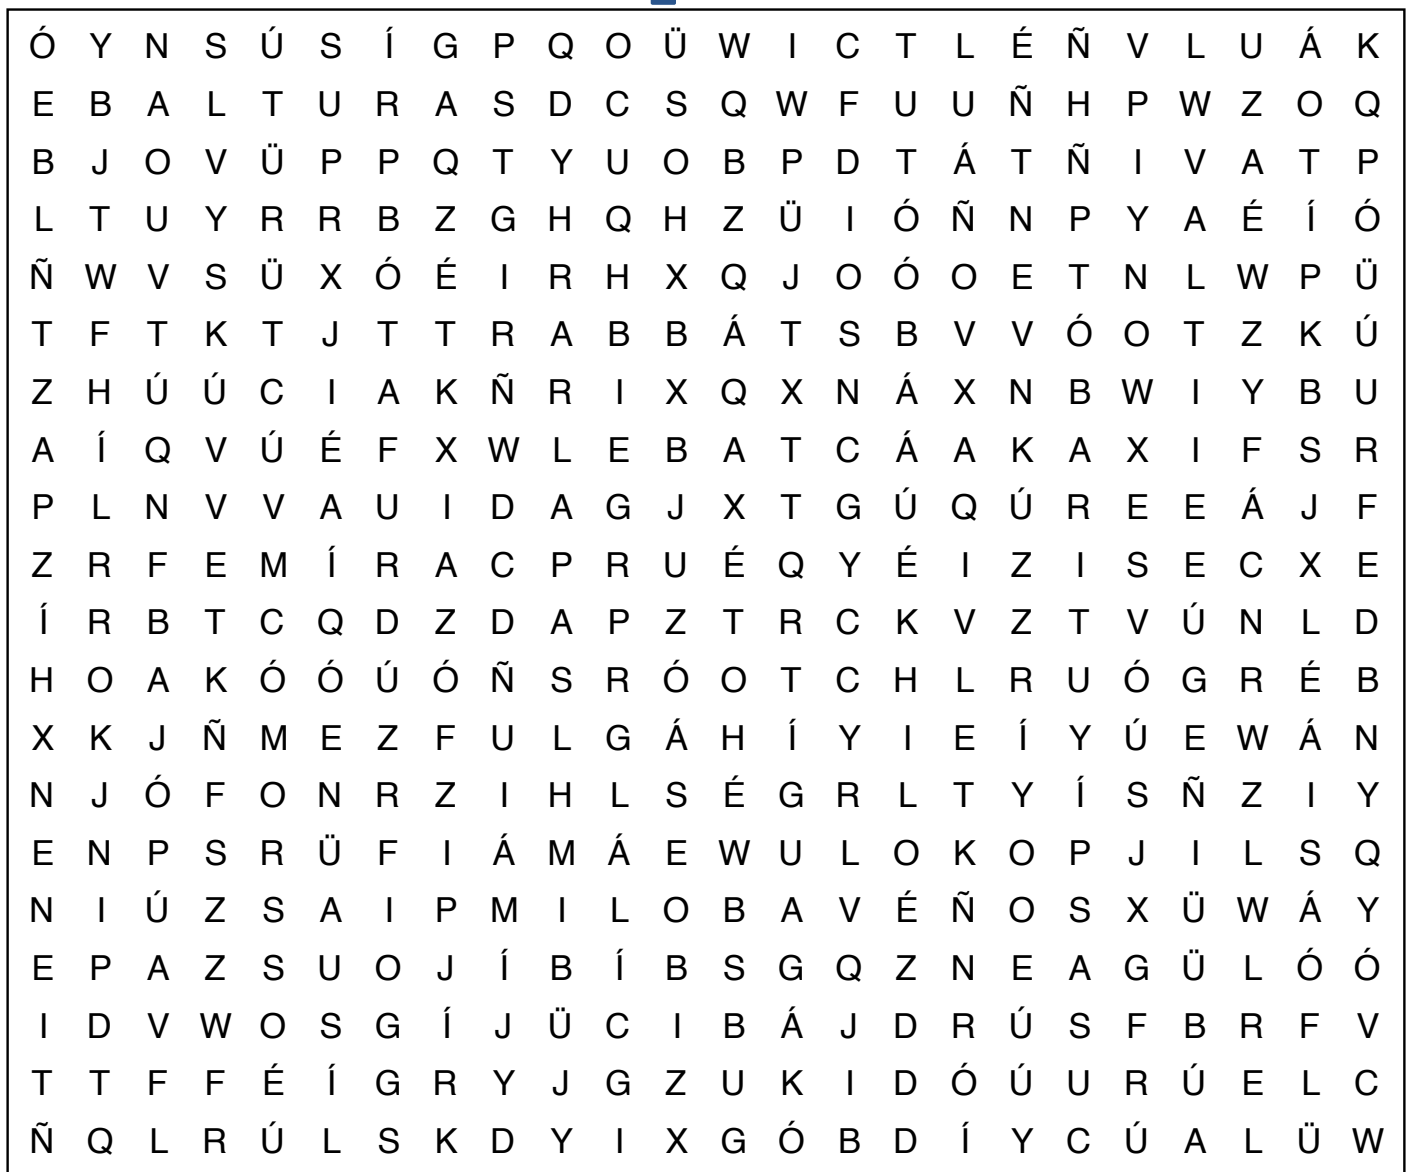 Ó Y N S Ú S Í G P Q O Ü W I C T L É Ñ V L U Á K
E B A L T U R A S D C S Q W F U U Ñ H P W Z O Q
B J O V Ü P P Q T Y U O B P D T Á T Ñ I V A T P
L T U Y R R B Z G H Q H Z Ü I Ó Ñ N P Y A É Í Ó
Ñ W V S Ü X Ó É I R H X Q J O Ó O E T N L W P Ü
T F T K T J T T R A B B Á T S B V V Ó O T Z K Ú
Z H Ú Ú C I A K Ñ R I X Q X N Á X N B W I Y B U
A Í Q V Ú É F X W L E B A T C Á A K A X I F S R
P L N V V A U I D A G J X T G Ú Q Ú R E E Á J F
Z R F E M Í R A C P R U É Q Y É I Z I S E C X E
Í R B T C Q D Z D A P Z T R C K V Z T V Ú N L D
H O A K Ó Ó Ú Ó Ñ S R Ó O T C H L R U Ó G R É B
X K J Ñ M E Z F U L G Á H Í Y I E Í Y Ú E W Á N
N J Ó F O N R Z I H L S É G R L T Y Í S Ñ Z I Y
E N P S R Ü F I Á M Á E W U L O K O P J I L S Q
N I Ú Z S A I P M I L O B A V É Ñ O S X Ü W Á Y
E P A Z S U O J Í B Í B S G Q Z N E A G Ü L Ó Ó
I D V W O S G Í J Ü C I B Á J D R Ú S F B R F V
T T F F É Í G R Y J G Z U K I D Ó Ú U R Ú E L C
Ñ Q L R Ú L S K D Y I X G Ó B D Í Y C Ú A L Ü W